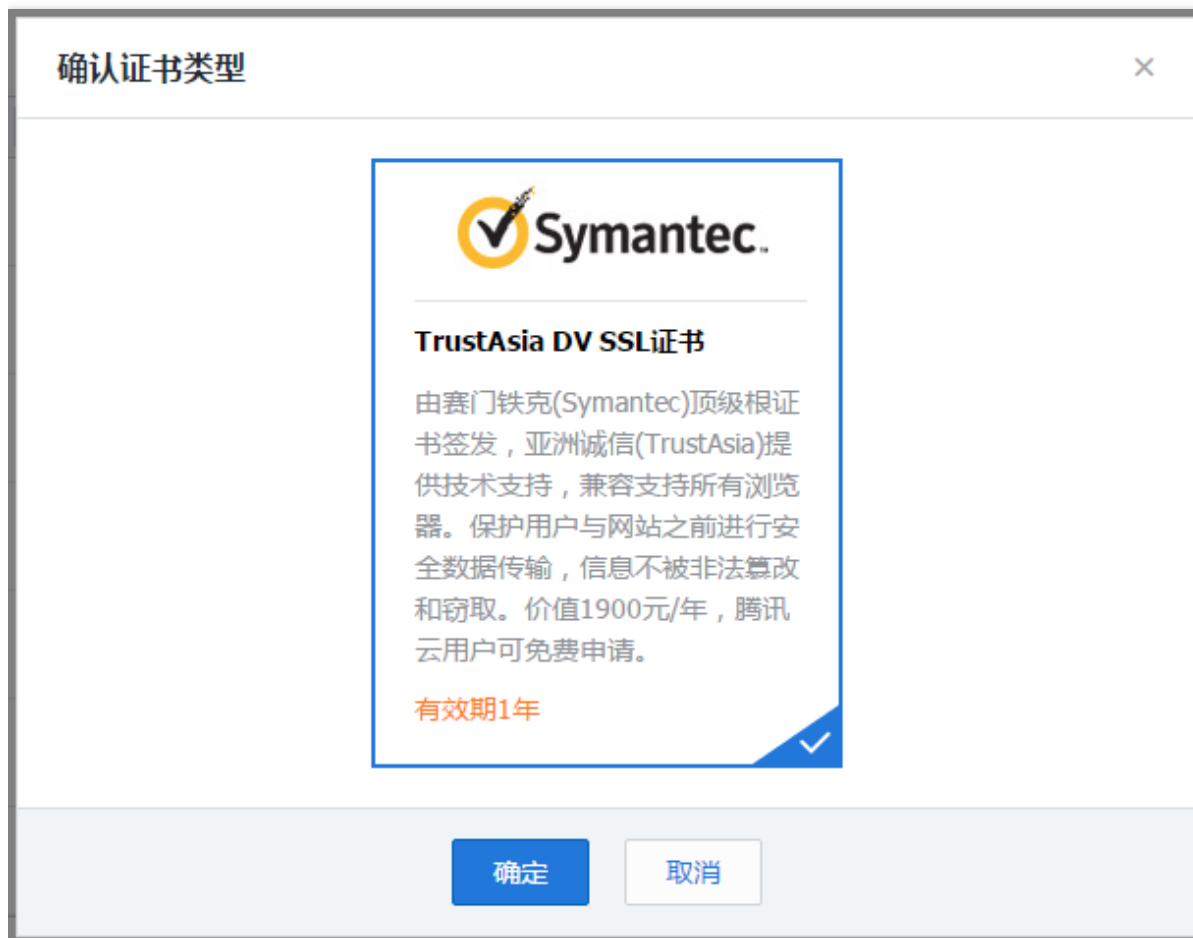 确认证书类型
Symantec™
TrustAsia DV SSL证书
由赛门铁克(Symantec)顶级根证
书签发，亚洲诚信(TrustAsia)提
供技术支持，兼容支持所有浏览
器。保护用户与网站之前进行安
全数据传输，信息不被非法篡改
和窃取。价值1900元/年，腾讯
云用户可免费申请。
有效期1年
确定 取消